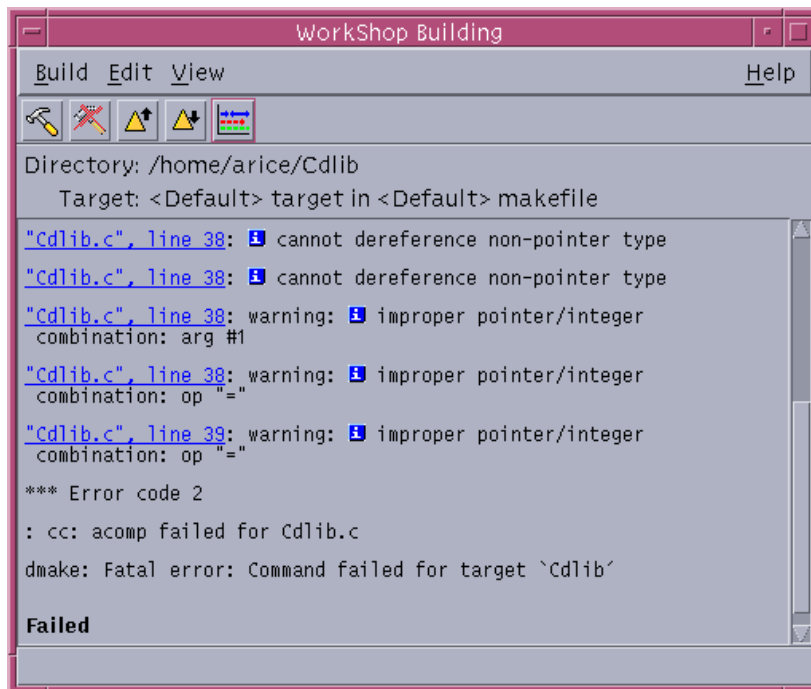 WorkShop Building
Build Edit View Help
Directory: /home/arice/Cdlib
Target: <Default> target in <Default> makefile
"Cdlib.c", line 38: i cannot dereference non-pointer type
"Cdlib.c", line 38: i cannot dereference non-pointer type
"Cdlib.c", line 38: warning: i improper pointer/integer
combination: arg #1
"Cdlib.c", line 38: warning: i improper pointer/integer
combination: op "="
"Cdlib.c", line 39: warning: i improper pointer/integer
combination: op "="
*** Error code 2
: cc: acomp failed for Cdlib.c
dmake: Fatal error: Command failed for target `Cdlib´
Failed